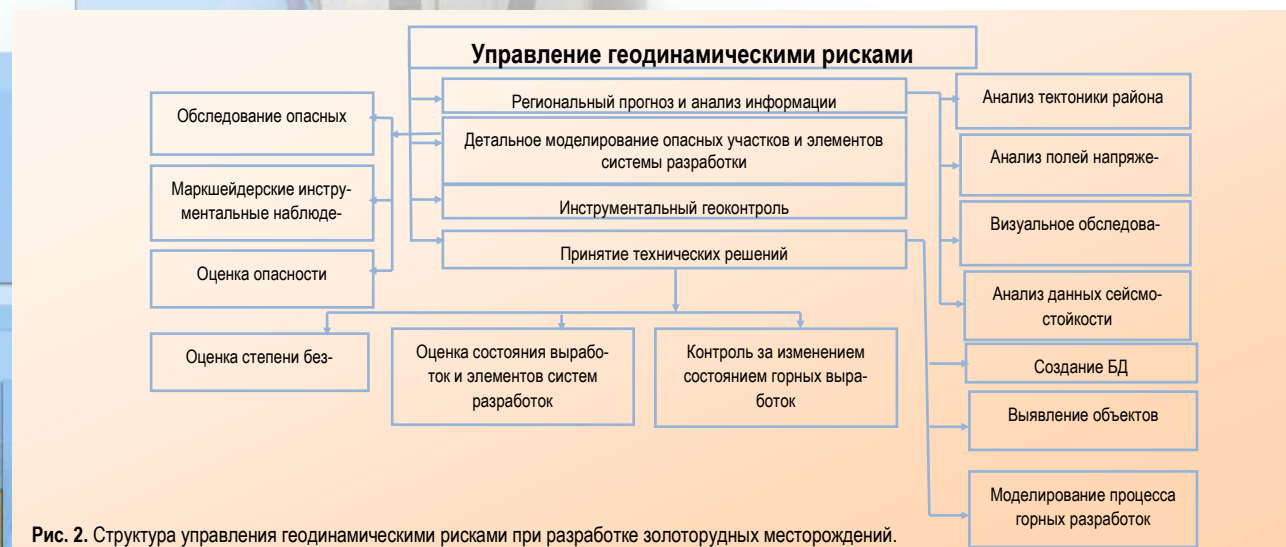 Управление геодинамическими рисками
Региональный прогноз и анализ информации
Детальное моделирование опасных участков и элементов
системы разработки
Инструментальный геоконтроль
Принятие технических решений
Обследование опасных
Маркшейдерские инстру-
ментальные наблюде-
Оценка опасности
Анализ тектоники района
Анализ полей напряже-
Визуальное обследова-
Анализ данных сейсмо-
стойкости
Создание БД
Выявление объектов
Моделирование процесса
горных разработок
Оценка степени без-
Оценка состояния вырабо-
ток и элементов систем
разработок
Контроль за изменением
состоянием горных выра-
боток
Рис. 2. Структура управления геодинамическими рисками при разработке золоторудных месторождений.